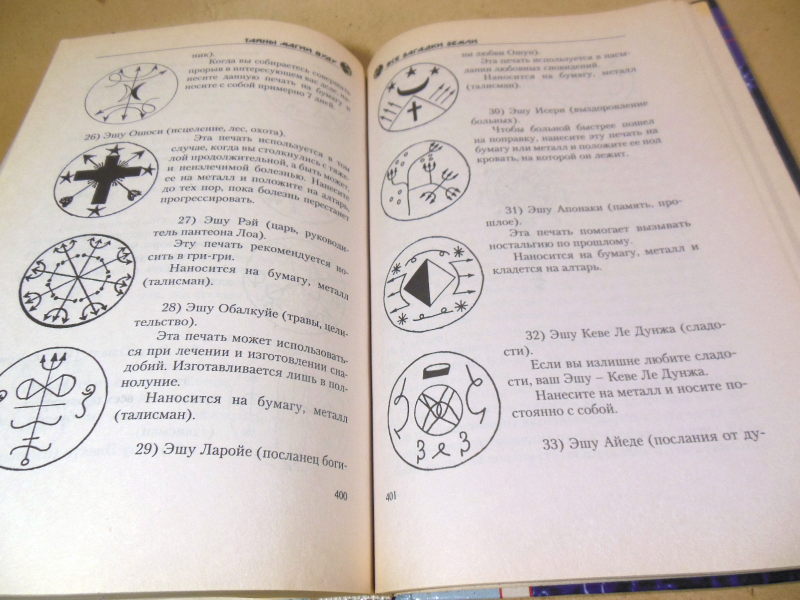 ТАЙНЫ МАГИИ ВУДУ
ник).
Когда вы собираетесь совершить
прорыв в интересующем вас деле, на-
несите данную печать на бумагу и
носите с собой примерно 7 дней.
26) Эшу Ошоси (исцеление, лес, охота).
Эта печать используется в том
случае, когда вы столкнулись с тяже-
лой продолжительной, а быть может,
и неизлечимой болезнью. Нанесите
ее на металл и положите на алтарь,
до тех пор, пока болезнь перестанет
прогрессировать.
27) Эшу Рэй (царь, руководи-
тель пантеона Лоа).
Эту печать рекомендуется но-
сить в гри-гри.
Наносится на бумагу, металл
(талисман).
28) Эшу Обалкуйе (травы, цели-
тельство).
Эта печать может использовать-
ся при лечении и изготовлении сна-
добий. Изготавливается лишь в пол-
нолуние.
Наносится на бумагу, металл
(талисман).
29) Эшу Ларойе (посланец боги-
400
ВСЕ ЗАГАДКИ ЗЕМЛИ
ни любви Ошун).
Эта печать используется в насы-
лании любовных сновидений.
Наносится на бумагу, металл
(талисман).
30) Эшу Исери (выздоровление
больных).
Чтобы больной быстрее пошел
на поправку, нанесите эту печать на
бумагу или металл и положите ее под
кровать, на которой он лежит.
31) Эшу Апонаки (память, про-
шлое).
Эта печать помогает вызывать
ностальгию по прошлому.
Наносится на бумагу, металл и
кладется на алтарь.
32) Эшу Кеве Ле Дунжа (сладо-
сти).
Если вы излишне любите сладо-
сти, ваш Эшу – Кеве Ле Дунжа.
Нанесите на металл и носите по-
стоянно с собой.
33) Эшу Айеде (послания от ду-
401